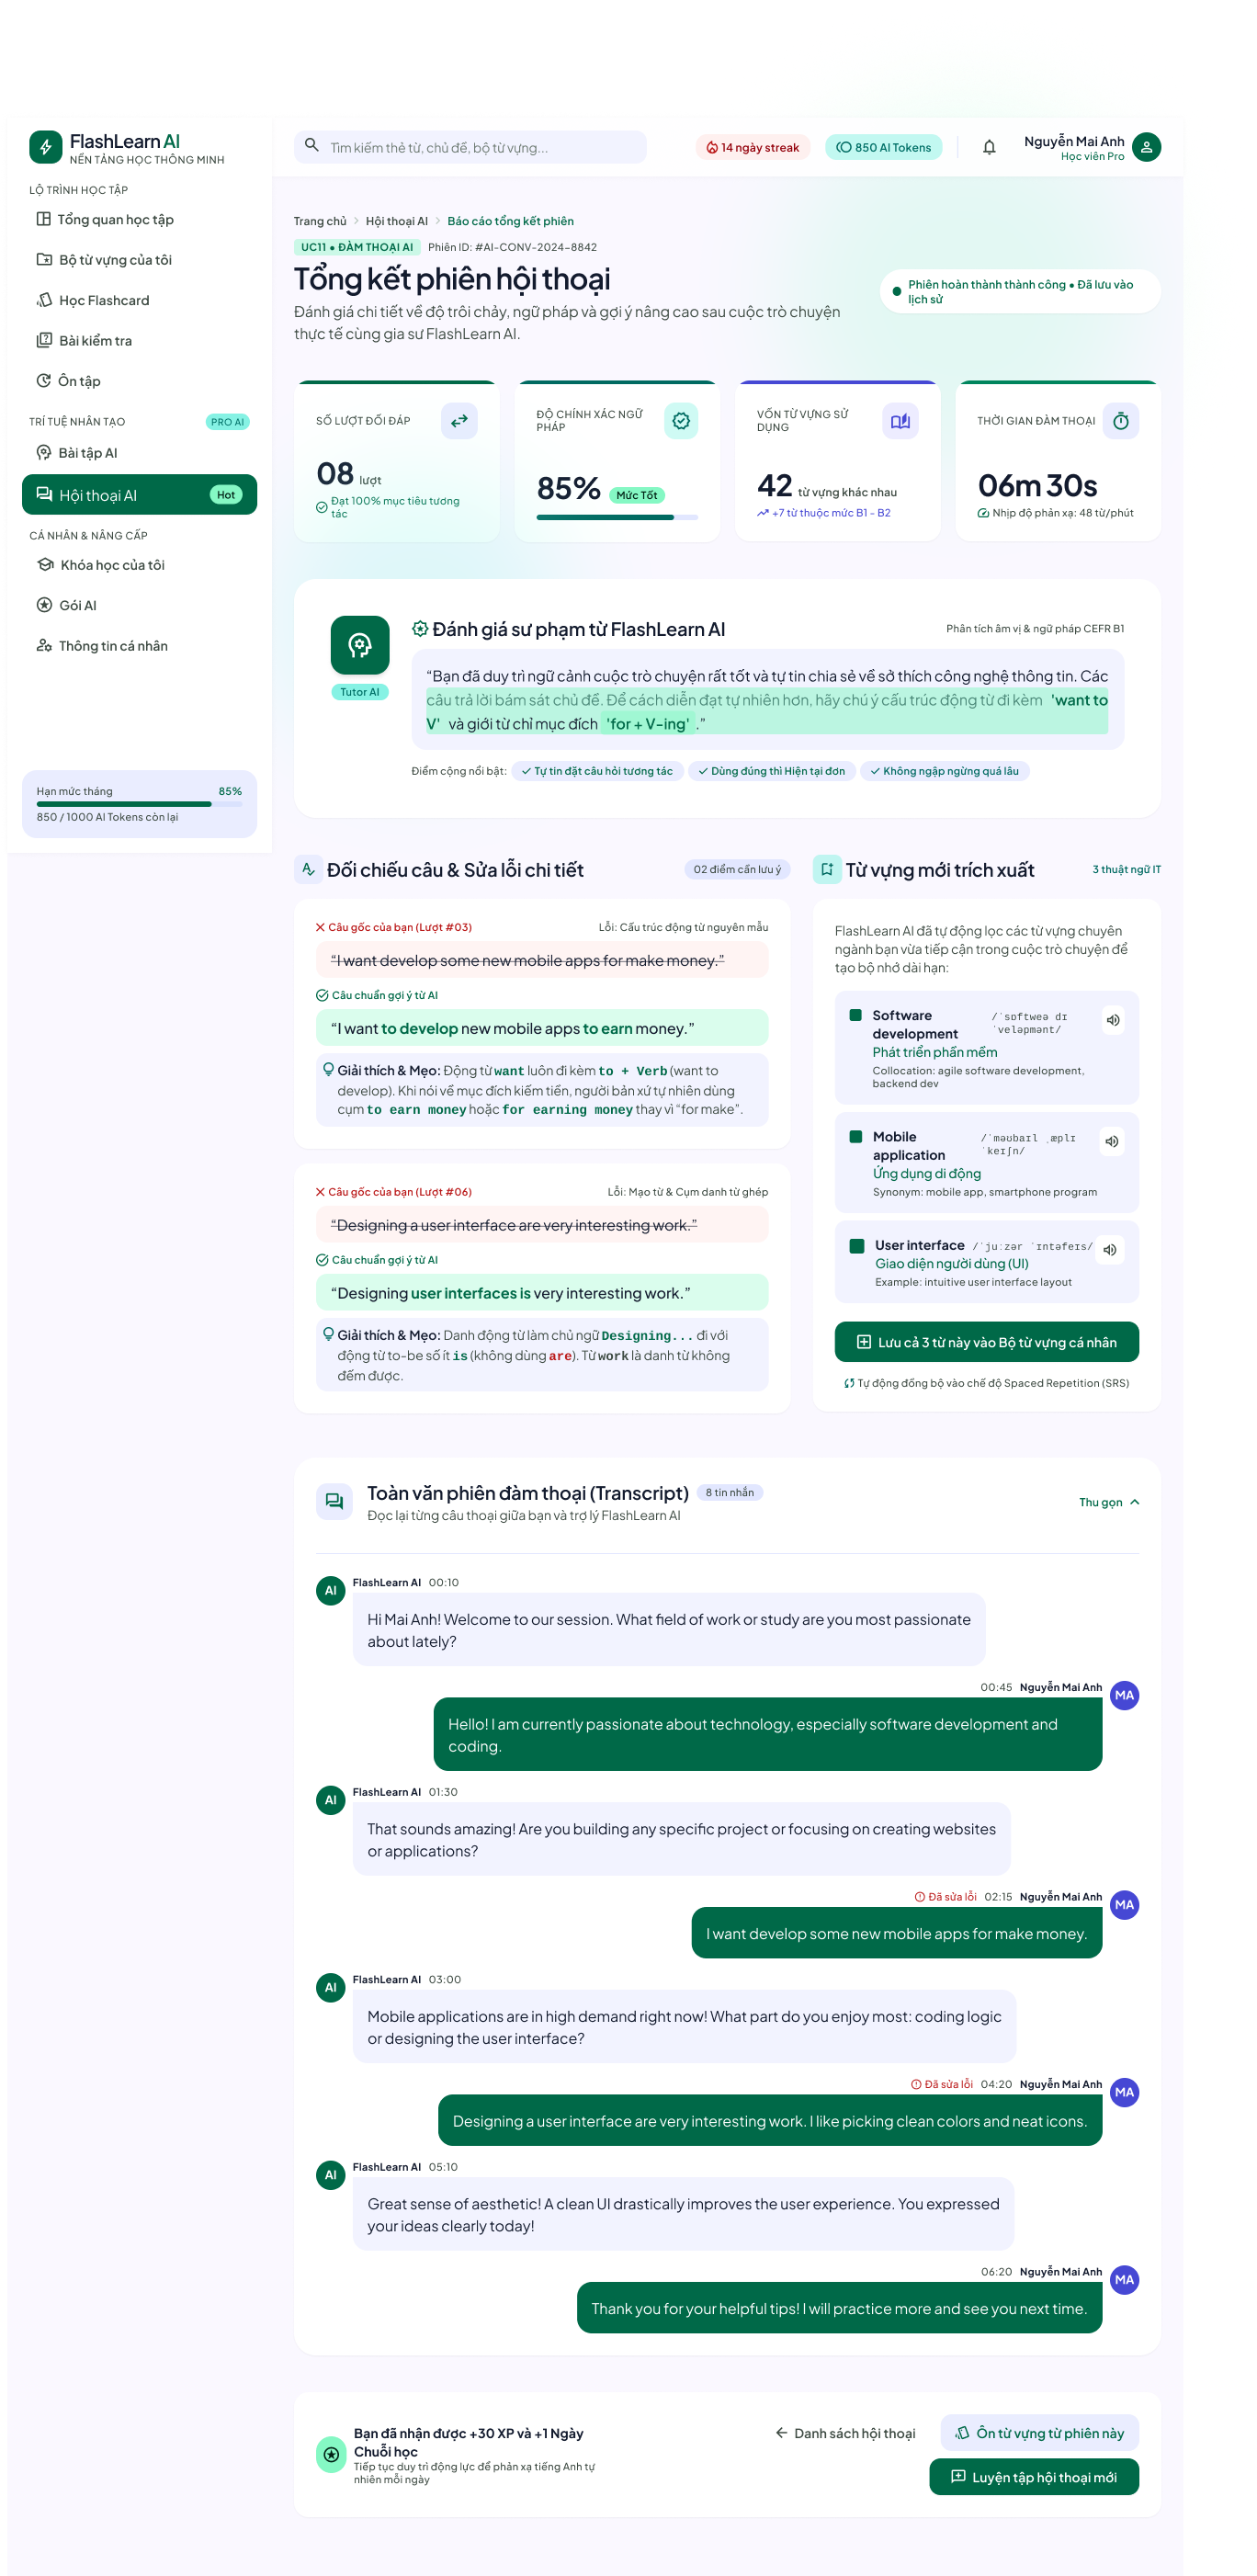 FlashLearn AI
NỀN TẢNG HỌC THÔNG MINH
LỘ TRÌNH HỌC TẬP
Tổng quan học tập
Bộ từ vựng của tôi
Học Flashcard
Bài kiểm tra
Ôn tập
TRÍ TUỆ NHÂN TẠO
PRO AI
Bài tập AI
Hội thoại AI
Hot
CÁ NHÂN & NÂNG CẤP
Khóa học của tôi
Gói AI
Thông tin cá nhân
Hạn mức tháng
85%
850 / 1000 AI Tokens còn lại
Tìm kiếm thẻ từ, chủ đề, bộ từ vựng...
14 ngày streak
850 AI Tokens
Nguyễn Mai Anh
Học viên Pro
Trang chủ > Hội thoại AI > Báo cáo tổng kết phiên
UC11 • ĐÀM THOẠI AI
Phiên ID: #AI-CONV-2024-8842
Tổng kết phiên hội thoại
Đánh giá chi tiết về độ trôi chảy, ngữ pháp và gợi ý nâng cao sau cuộc trò chuyện
thực tế cùng gia sư FlashLearn AI.
Phiên hoàn thành thành công • Đã lưu vào
lịch sử
SỐ LƯỢT ĐỐI ĐÁP
08 lượt
Đạt 100% mục tiêu tương
tác
ĐỘ CHÍNH XÁC NGỮ
PHÁP
85% Mức Tốt
VỐN TỪ VỰNG SỬ
DỤNG
42 từ vựng khác nhau
+7 từ thuộc mức B1 - B2
THỜI GIAN ĐÀM THOẠI
06m 30s
Nhịp độ phản xạ: 48 từ/phút
Tutor AI
Đánh giá sư phạm từ FlashLearn AI
Phân tích âm vị & ngữ pháp CEFR B1
“Bạn đã duy trì ngữ cảnh cuộc trò chuyện rất tốt và tự tin chia sẻ về sở thích công nghệ thông tin. Các
câu trả lời bám sát chủ đề. Để cách diễn đạt tự nhiên hơn, hãy chú ý cấu trúc động từ đi kèm 'want to
V' và giới từ chỉ mục đích 'for + V-ing' .”
Điểm cộng nổi bật:
Tự tin đặt câu hỏi tương tác
Dùng đúng thì Hiện tại đơn
Không ngập ngừng quá lâu
Đối chiếu câu & Sửa lỗi chi tiết
02 điểm cần lưu ý
Câu gốc của bạn (Lượt #03)
Lỗi: Cấu trúc động từ nguyên mẫu
“I want develop some new mobile apps for make money.”
Câu chuẩn gợi ý từ AI
“I want to develop new mobile apps to earn money.”
Giải thích & Mẹo: Động từ want luôn đi kèm to + Verb (want to
develop). Khi nói về mục đích kiếm tiền, người bản xứ tự nhiên dùng
cụm to earn money hoặc for earning money thay vì “for make”.
Câu gốc của bạn (Lượt #06)
Lỗi: Mạo từ & Cụm danh từ ghép
“Designing a user interface are very interesting work.”
Câu chuẩn gợi ý từ AI
“Designing user interfaces is very interesting work.”
Giải thích & Mẹo: Danh động từ làm chủ ngữ Designing... đi với
động từ to-be số ít is (không dùng are). Từ work là danh từ không
đếm được.
Từ vựng mới trích xuất
3 thuật ngữ IT
FlashLearn AI đã tự động lọc các từ vựng chuyên
ngành bạn vừa tiếp cận trong cuộc trò chuyện để
tạo bộ nhớ dài hạn:
Software
development
/ˈsɒftweə dɪ
ˈveləpmənt/
Phát triển phần mềm
Collocation: agile software development,
backend dev
Mobile
application
/ˈməʊbaɪl ˌæplɪ
ˈkeɪʃn/
Ứng dụng di động
Synonym: mobile app, smartphone program
User interface /ˈjuːzər ˈɪntəfeɪs/
Giao diện người dùng (UI)
Example: intuitive user interface layout
Lưu cả 3 từ này vào Bộ từ vựng cá nhân
Tự động đồng bộ vào chế độ Spaced Repetition (SRS)
Toàn văn phiên đàm thoại (Transcript)
8 tin nhắn
Đọc lại từng câu thoại giữa bạn và trợ lý FlashLearn AI
Thu gọn
AI
FlashLearn AI 00:10
Hi Mai Anh! Welcome to our session. What field of work or study are you most passionate
about lately?
00:45 Nguyễn Mai Anh
MA
Hello! I am currently passionate about technology, especially software development and
coding.
AI
FlashLearn AI 01:30
That sounds amazing! Are you building any specific project or focusing on creating websites
or applications?
Đã sửa lỗi 02:15 Nguyễn Mai Anh
MA
I want develop some new mobile apps for make money.
AI
FlashLearn AI 03:00
Mobile applications are in high demand right now! What part do you enjoy most: coding logic
or designing the user interface?
Đã sửa lỗi 04:20 Nguyễn Mai Anh
MA
Designing a user interface are very interesting work. I like picking clean colors and neat icons.
AI
FlashLearn AI 05:10
Great sense of aesthetic! A clean UI drastically improves the user experience. You expressed
your ideas clearly today!
06:20 Nguyễn Mai Anh
MA
Thank you for your helpful tips! I will practice more and see you next time.
Bạn đã nhận được +30 XP và +1 Ngày
Chuỗi học
Tiếp tục duy trì động lực để phản xạ tiếng Anh tự
nhiên mỗi ngày
Danh sách hội thoại
Ôn từ vựng từ phiên này
Luyện tập hội thoại mới